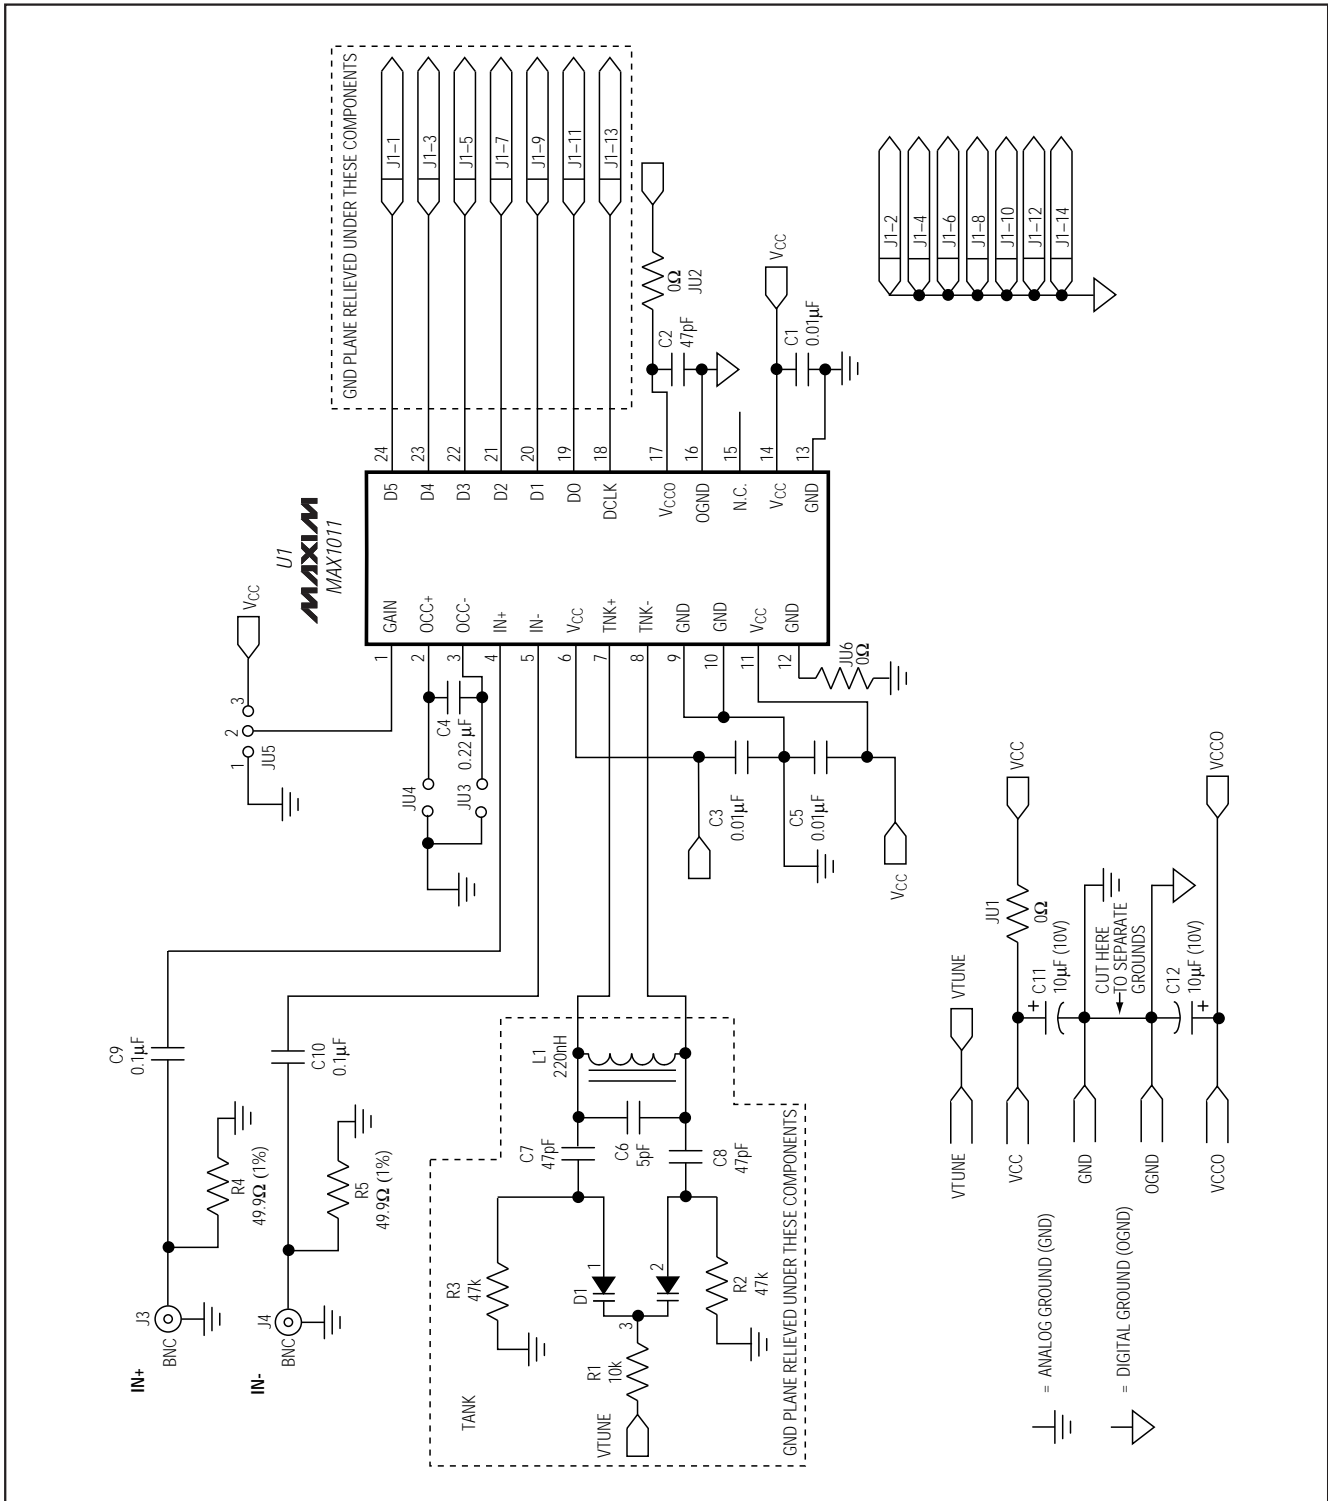 GND PLANE RELIEVED UNDER THESE COMPONENTS
J1–1
J1–3
J1–5
J1–7
J1–9
J1–11
J1–13
0Ω
JU2
C2
47pF
VCC
C1
0.01µF
J1–2
J1–4
J1–6
J1–8
J1–10
J1–12
J1–14
24
23
22
21
20
19
18
17
16
15
14
13
D5
D4
D3
D2
D1
DO
DCLK
VCCO
OGND
N.C.
VCC
GND
U1
MAXIM
MAX1011
GAIN
OCC+
OCC-
IN+
IN-
VCC
TNK+
TNK-
GND
GND
VCC
GND
1
2
3
4
5
6
7
8
9
10
11
12
VCC
3
2
1
JU5
C4
0.22 µF
JU4
JU3
JU6
0Ω
C3
0.01µF
C5
0.01µF
VCC
C9
0.1µF
C10
0.1µF
R4
49.9Ω (1%)
R5
49.9Ω (1%)
J3
BNC
IN+
J4
BNC
IN-
L1
220nH
C7
47pF
C6
5pF
C8
47pF
R3
47k
D1
1
2
3
R2
47k
R1
10k
VTUNE
TANK
GND PLANE RELIEVED UNDER THESE COMPONENTS
VCC
VCCO
JU1
0Ω
VTUNE
C11
10µF (10V)
CUT HERE
TO SEPARATE
GROUNDS
C12
10µF (10V)
+
+
VTUNE
VCC
GND
OGND
VCCO
= ANALOG GROUND (GND)
= DIGITAL GROUND (OGND)